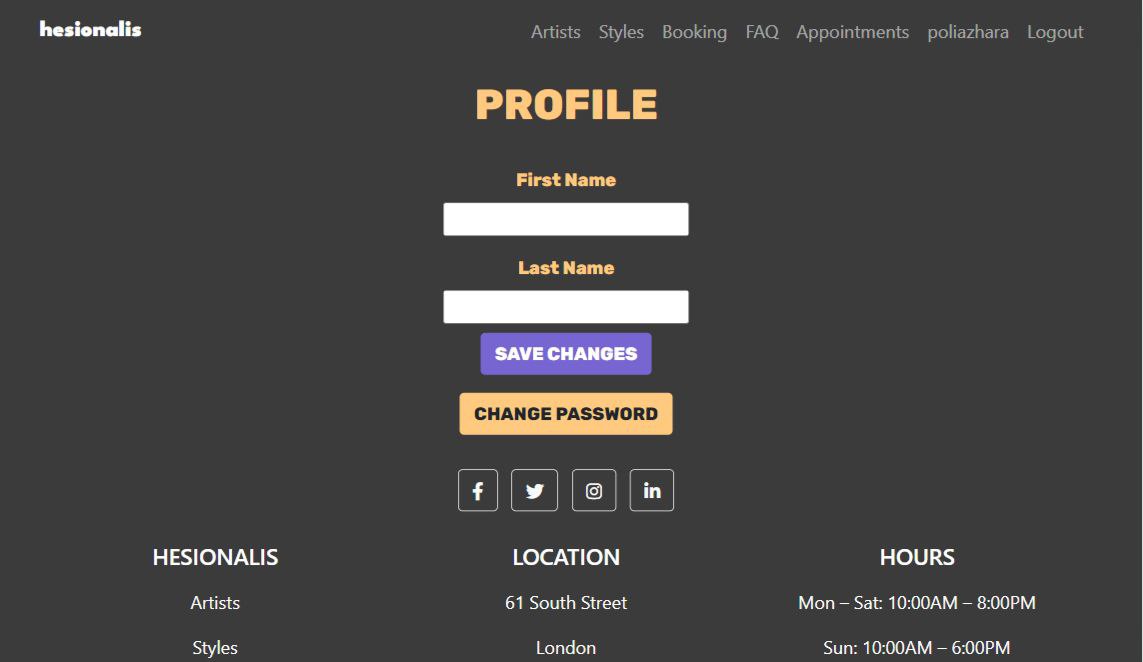 hesionalis
Artists Styles Booking FAQ Appointments poliazhara Logout
PROFILE
First Name
Last Name
SAVE CHANGES
CHANGE PASSWORD
HESIONALIS LOCATION HOURS
Artists 61 South Street Mon – Sat: 10:00AM – 8:00PM
Styles London Sun: 10:00AM – 6:00PM